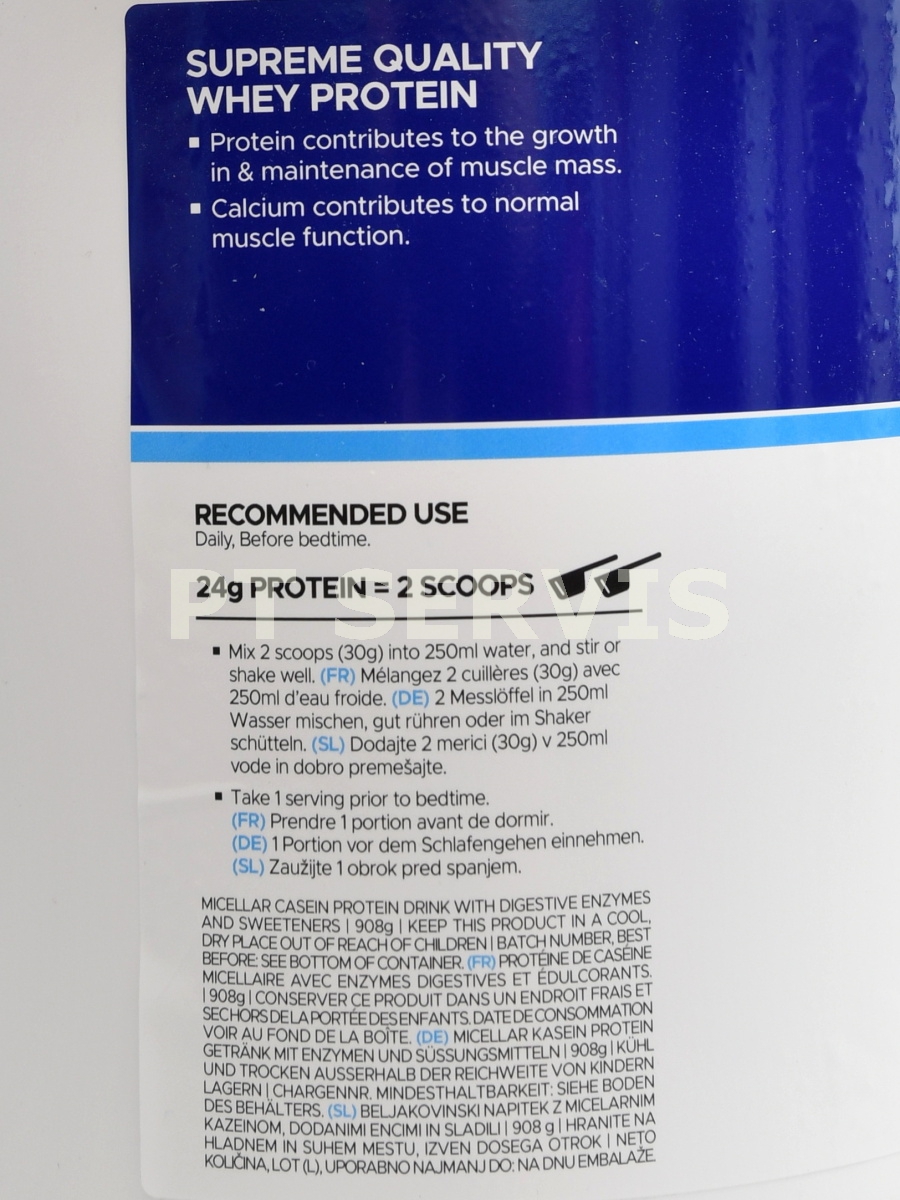 SUPREME QUALITY
WHEY PROTEIN
▪ Protein contributes to the growth
in & maintenance of muscle mass.
▪ Calcium contributes to normal
muscle function.
RECOMMENDED USE
Daily, Before bedtime.
24g PROTEIN = 2 SCOOPS
PT SERVIS
▪ Mix 2 scoops (30g) into 250ml water, and stir or
shake well. (FR) Mélangez 2 cuillères (30g) avec
250ml d'eau froide. (DE) 2 Messlöffel in 250ml
Wasser mischen, gut rühren oder im Shaker
schütteln. (SL) Dodajte 2 merici (30g) v 250ml
vode in dobro premešajte.
▪ Take 1 serving prior to bedtime.
(FR) Prendre 1 portion avant de dormir.
(DE) 1 Portion vor dem Schlafengehen einnehmen.
(SL) Zaužijte 1 obrok pred spanjem.
MICELLAR CASEIN PROTEIN DRINK WITH DIGESTIVE ENZYMES
AND SWEETENERS | 908g | KEEP THIS PRODUCT IN A COOL,
DRY PLACE OUT OF REACH OF CHILDREN | BATCH NUMBER, BEST
BEFORE: SEE BOTTOM OF CONTAINER. (FR) PROTÉINE DE CASÉINE
MICELLAIRE AVEC ENZYMES DIGESTIVES ET ÉDULCORANTS.
| 908g | CONSERVER CE PRODUIT DANS UN ENDROIT FRAIS ET
SEC HORS DE LA PORTÉE DES ENFANTS. DATE DE CONSOMMATION
VOIR AU FOND DE LA BOÎTE. (DE) MICELLAR KASEIN PROTEIN
GETRÄNK MIT ENZYMEN UND SÜSSUNGSMITTELN | 908g | KÜHL
UND TROCKEN AUSSERHALB DER REICHWEITE VON KINDERN
LAGERN | CHARGENNR. MINDESTHALTBARKEIT: SIEHE BODEN
DES BEHÄLTERS. (SL) BELJAKOVINSKI NAPITEK Z MICELARNIM
KAZEINOM, DODANIMI ENCIMI IN SLADILI | 908 g | HRANITE NA
HLADNEM IN SUHEM MESTU, IZVEN DOSEGA OTROK | NETO
KOLIČINA, LOT (L), UPORABNO NAJMANJ DO: NA DNU EMBALAŽE.